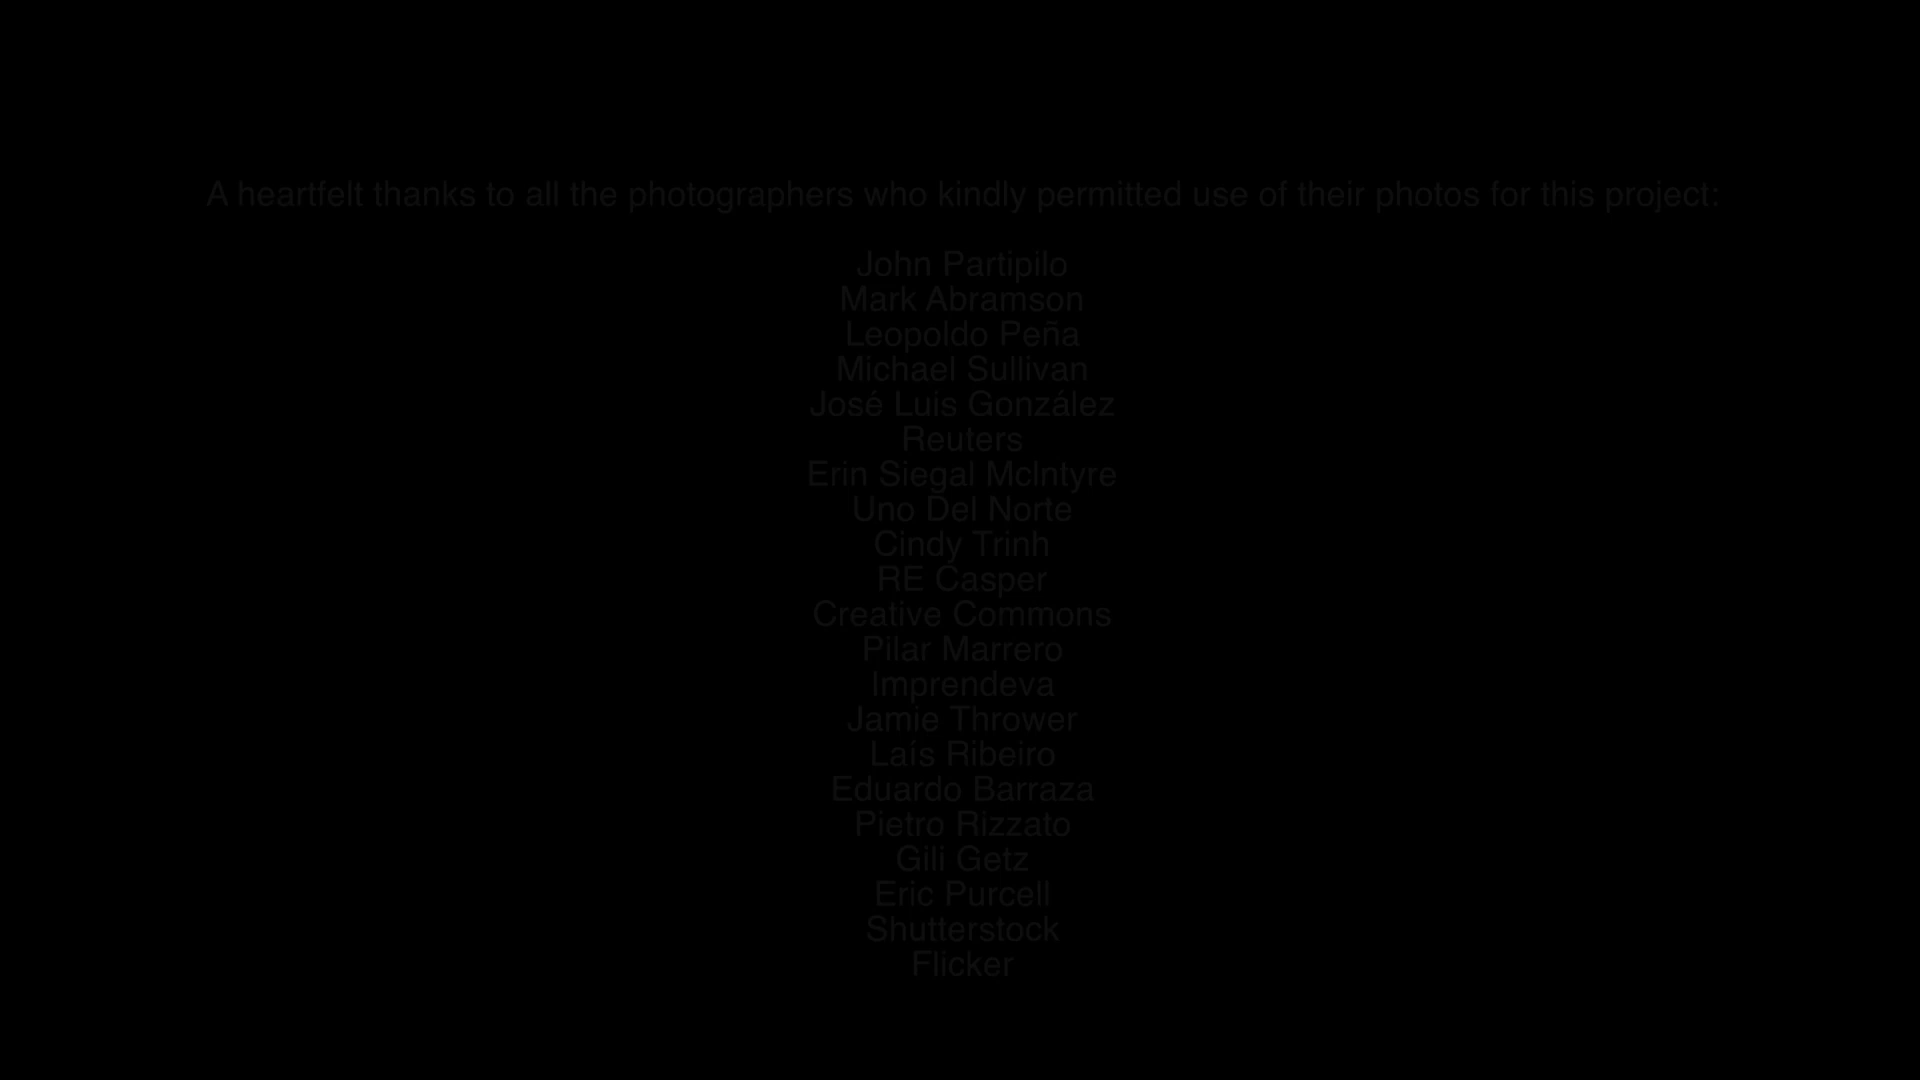 A heartfelt thanks to all the photographers who kindly permitted use of their photos for this project:
John Partipilo
Mark Abramson
Leopoldo Peña
Michael Sullivan
José Luis González
Reuters
Erin Siegal McIntyre
Uno Del Norte
Cindy Trinh
RE Casper
Creative Commons
Pilar Marrero
Imprendeva
Jamie Thrower
Laís Ribeiro
Eduardo Barraza
Pietro Rizzato
Gili Getz
Eric Purcell
Shutterstock
Flicker